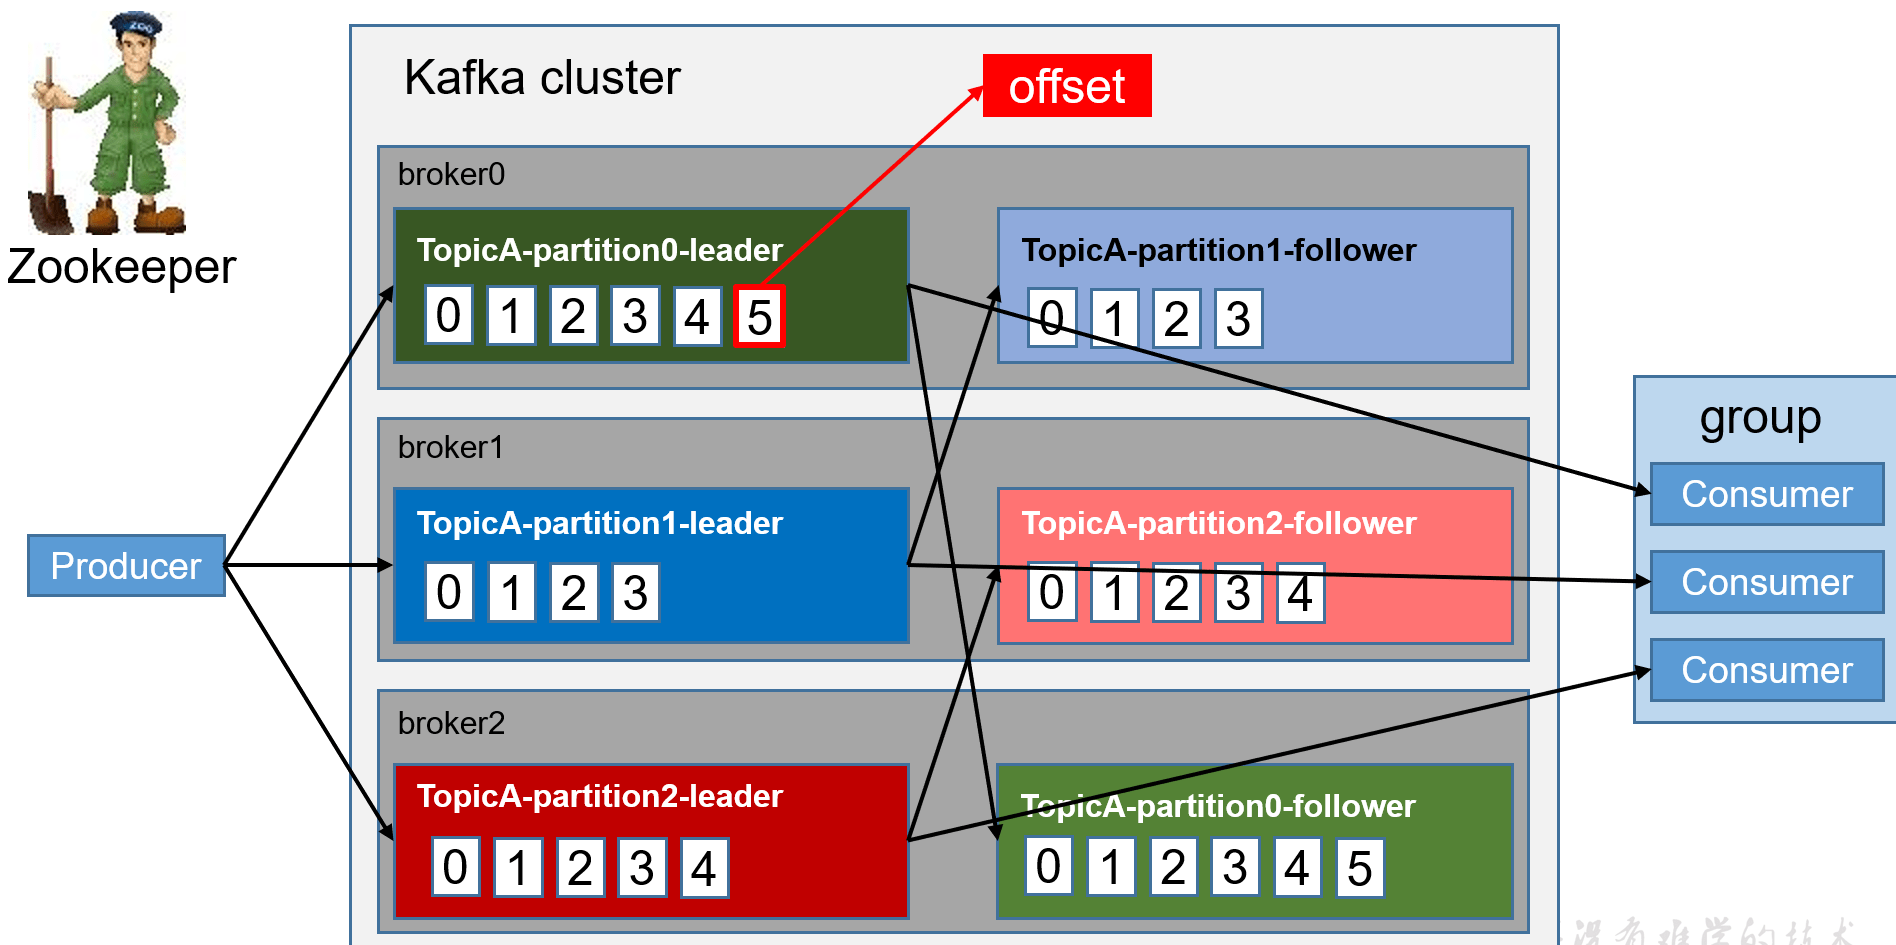 ZOO
Zookeeper
Kafka cluster
offset
broker0
TopicA-partition0-leader
0 1 2 3 4 5
TopicA-partition1-follower
0 1 2 3
broker1
TopicA-partition1-leader
0 1 2 3
TopicA-partition2-follower
0 1 2 3 4
broker2
TopicA-partition2-leader
0 1 2 3 4
TopicA-partition0-follower
0 1 2 3 4 5
Producer
group
Consumer
Consumer
Consumer
没有难学的技术